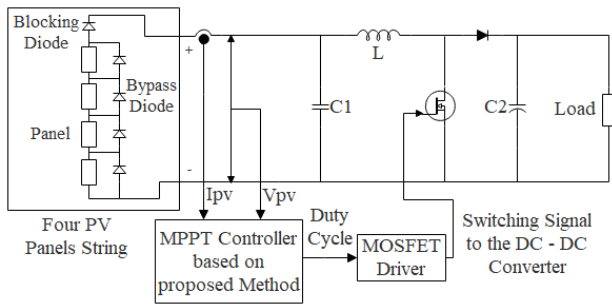 Blocking
Diode
Bypass
Diode
Panel
+
-
Four PV
Panels String
Ipv
Vpv
C1
L
C2
Load
MPPT Controller
based on
proposed Method
Duty
Cycle
MOSFET
Driver
Switching Signal
to the DC - DC
Converter